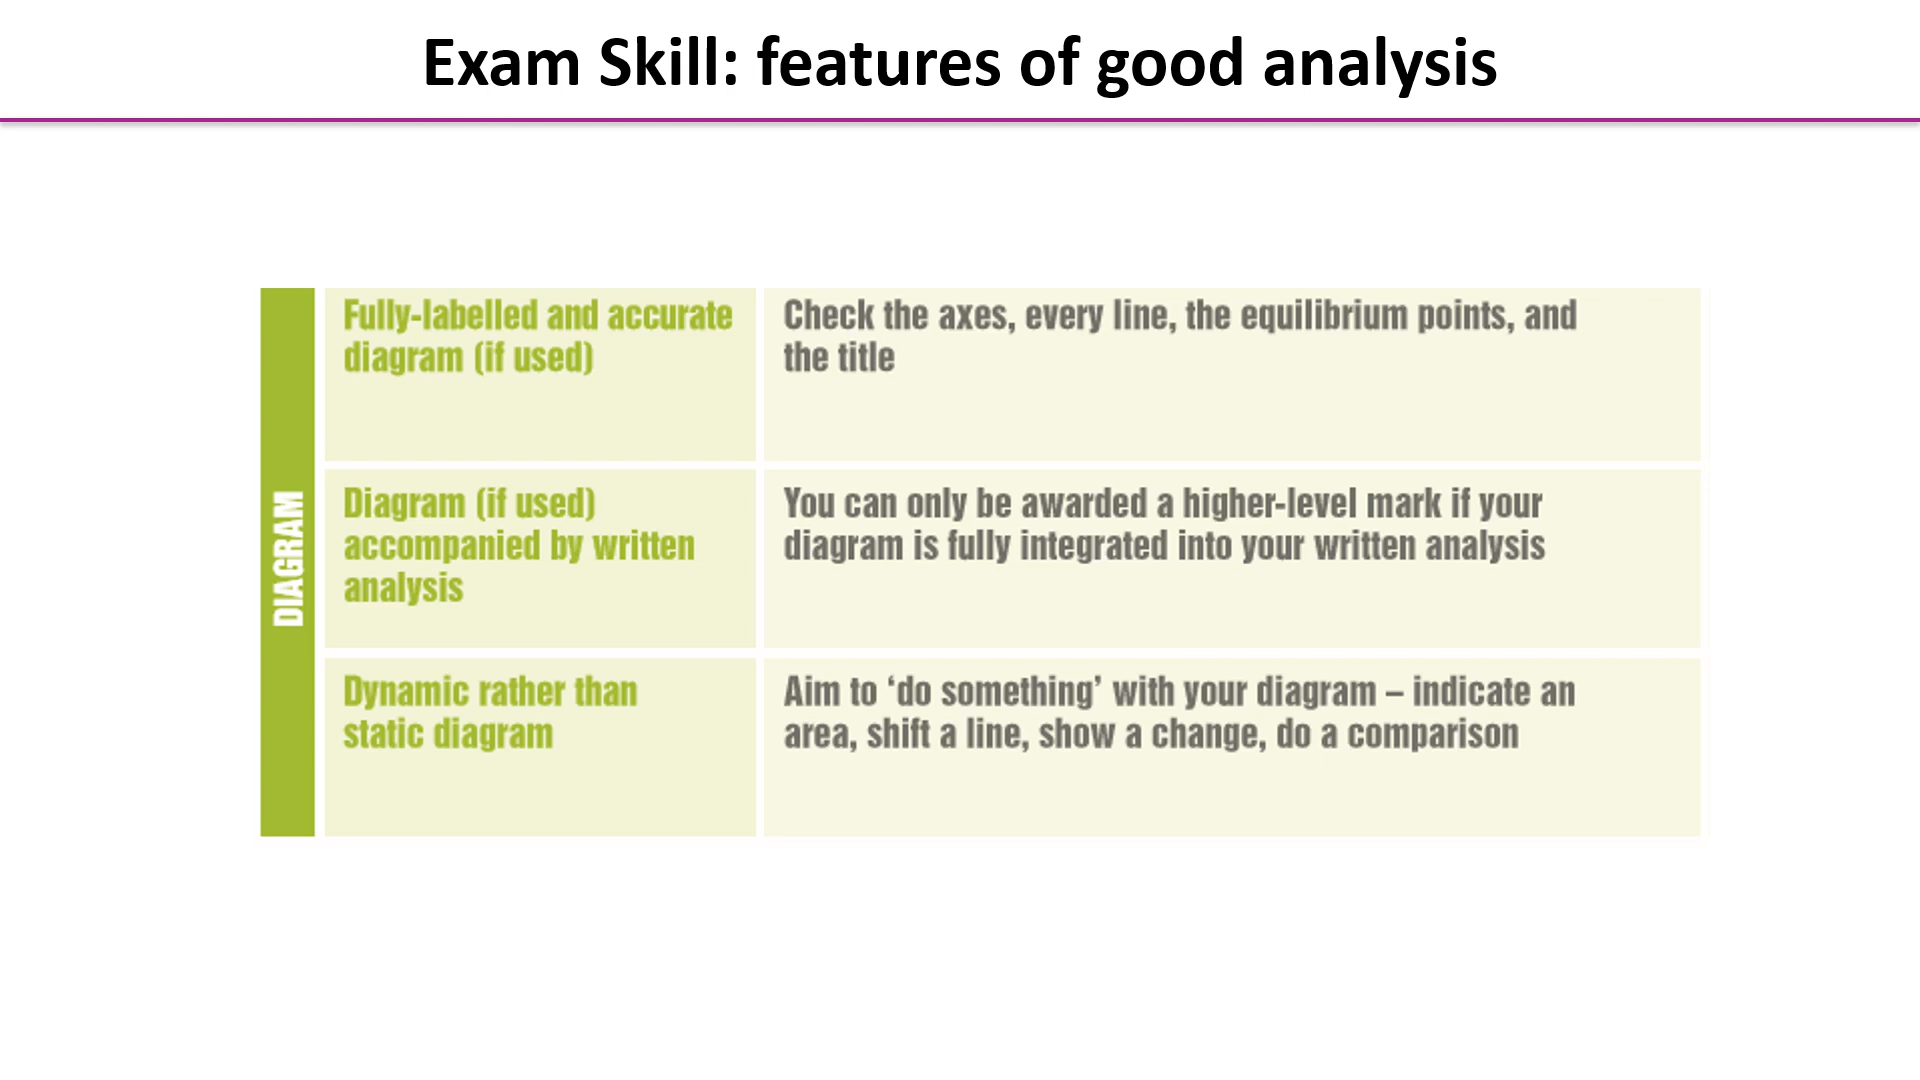 Exam Skill: features of good analysis
DIAGRAM
Fully-labelled and accurate
diagram (if used)
Check the axes, every line, the equilibrium points, and
the title
Diagram (if used)
accompanied by written
analysis
You can only be awarded a higher-level mark if your
diagram is fully integrated into your written analysis
Dynamic rather than
static diagram
Aim to ‘do something’ with your diagram – indicate an
area, shift a line, show a change, do a comparison